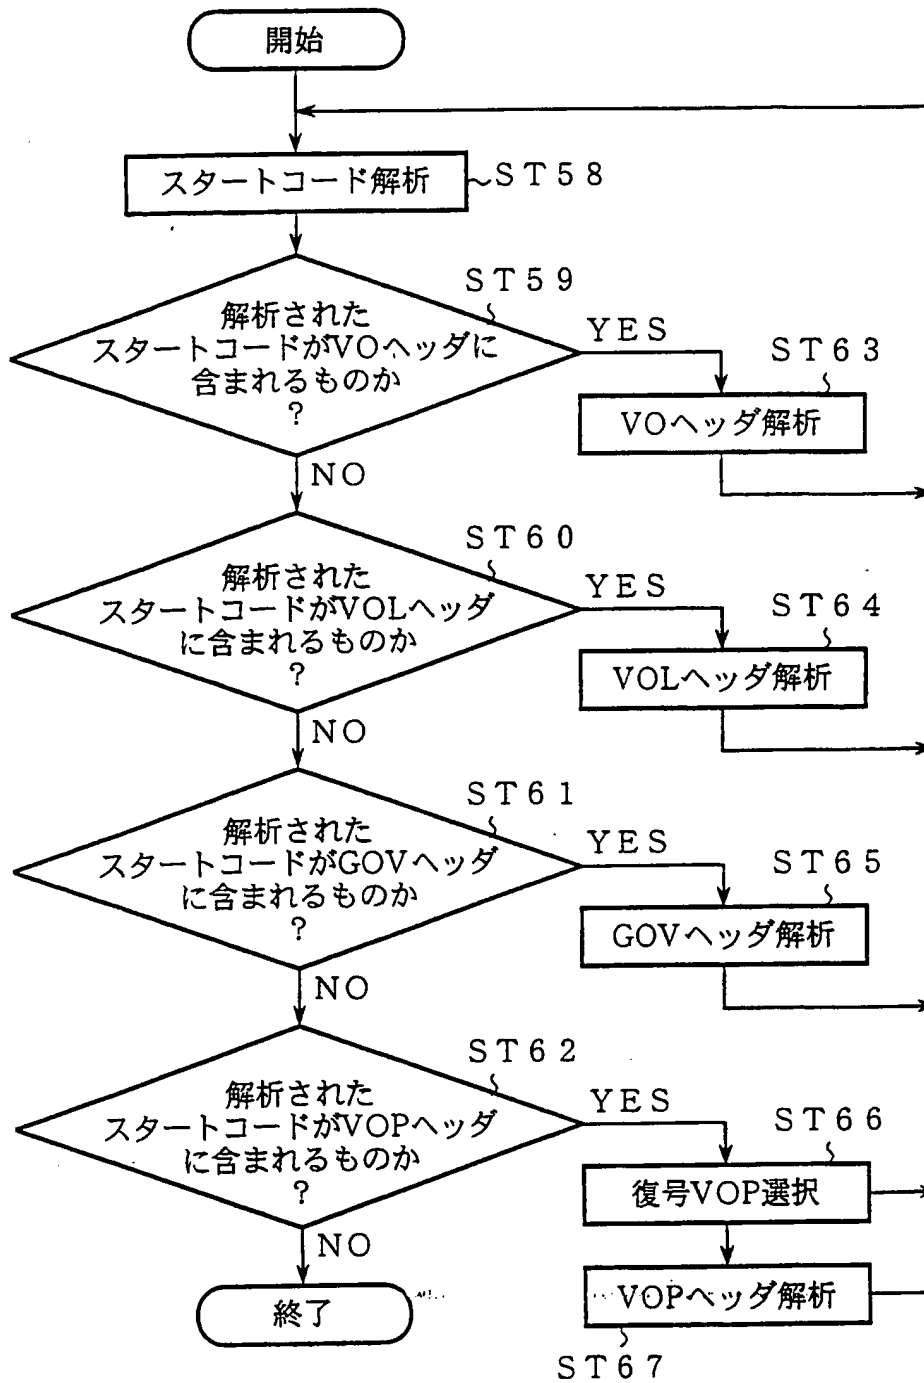 開始
スタートコード解析
ST58
ST59
解析された
スタートコードがVOヘッダに
含まれるものか
?
YES
ST63
VOヘッダ解析
NO
ST60
解析された
スタートコードがVOLヘッダ
に含まれるものか
?
YES
ST64
VOLヘッダ解析
NO
ST61
解析された
スタートコードがGOVヘッダ
に含まれるものか
?
YES
ST65
GOVヘッダ解析
NO
ST62
解析された
スタートコードがVOPヘッダ
に含まれるものか
?
YES
ST66
復号VOP選択
NO
終了
VOPヘッダ解析
ST67